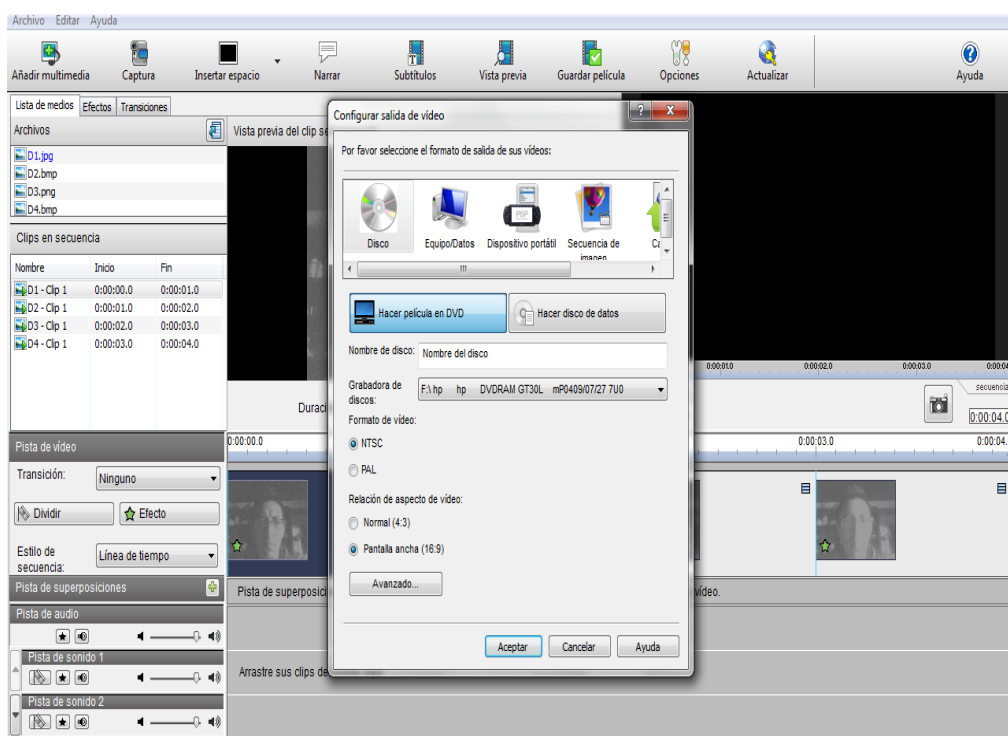 Archivo Editar Ayuda
Añadir multimedia Captura Insertar espacio Narrar Subtítulos Vista previa Guardar película Opciones Actualizar Ayuda
Lista de medios Efectos Transiciones
Archivos
D1.jpg
D2.bmp
D3.png
D4.bmp
Clips en secuencia
Nombre Inicio Fin
D1 - Clip 1 0:00:00.0 0:00:01.0
D2 - Clip 1 0:00:01.0 0:00:02.0
D3 - Clip 1 0:00:02.0 0:00:03.0
D4 - Clip 1 0:00:03.0 0:00:04.0
Vista previa del clip se
Configurar salida de vídeo
Por favor seleccione el formato de salida de sus vídeos:
Disco Equipo/Datos Dispositivo portátil Secuencia de imagen
PSP
Hacer película en DVD Hacer disco de datos
Nombre de disco: Nombre del disco
Grabadora de discos: F:\ hp hp DVDRAM GT30L mP0409/07/27 7U0
Formato de vídeo:
NTSC
PAL
Relación de aspecto de vídeo:
Normal (4:3)
Pantalla ancha (16:9)
Avanzado...
Aceptar Cancelar Ayuda
0:00:01.0 0:00:02.0 0:00:03.0 0:00:04
secuencia
Duraci
0:00:04.0
Pista de vídeo
0:00:00.0 0:00:03.0 0:00:04.
Transición: Ninguno
Dividir Efecto
Estilo de secuencia: Línea de tiempo
Pista de superposiciones
Pista de superposici
vídeo.
Pista de audio
Pista de sonido 1
Arrastre sus clips de
Pista de sonido 2